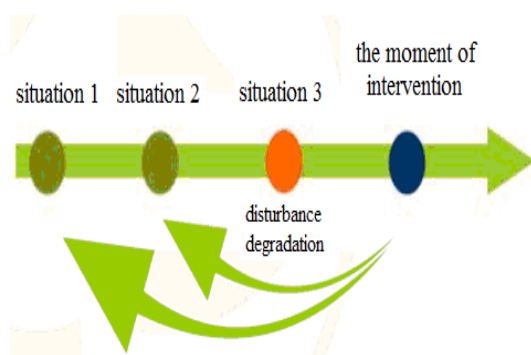 situation 1
situation 2
situation 3
the moment of
intervention
disturbance
degradation